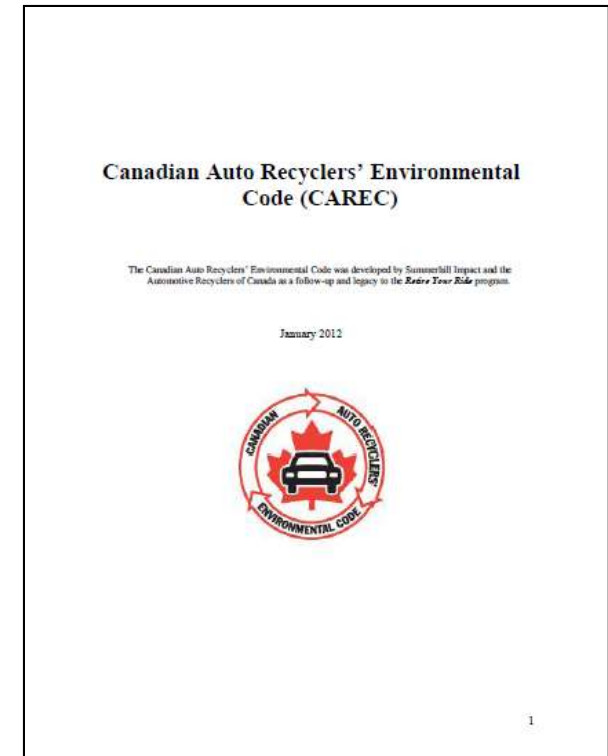 Canadian Auto Recyclers’ Environmental
Code (CAREC)
The Canadian Auto Recyclers’ Environmental Code was developed by Summerhill Impact and the
Automotive Recyclers of Canada as a follow-up and legacy to the Retire Your Ride program.
January 2012
CANADIAN
AUTO RECYCLERS'
ENVIRONMENTAL CODE
1